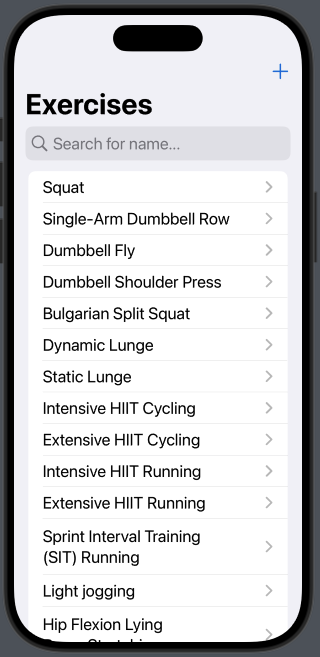 Exercises
Search for name...
Squat
Single-Arm Dumbbell Row
Dumbbell Fly
Dumbbell Shoulder Press
Bulgarian Split Squat
Dynamic Lunge
Static Lunge
Intensive HIIT Cycling
Extensive HIIT Cycling
Intensive HIIT Running
Extensive HIIT Running
Sprint Interval Training
(SIT) Running
Light jogging
Hip Flexion Lying